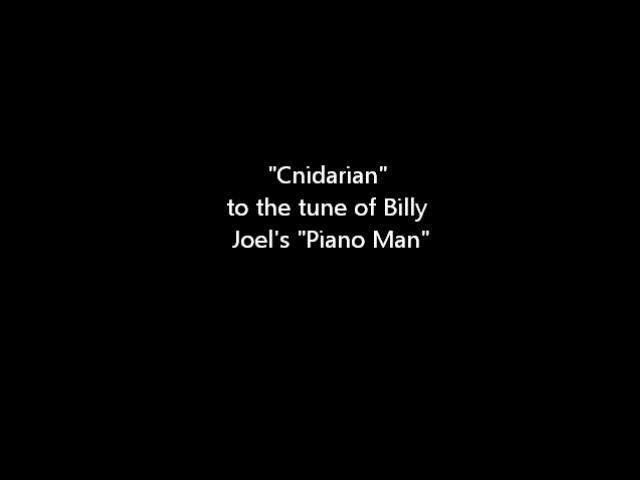 "Cnidarian"
to the tune of Billy
Joel's "Piano Man"